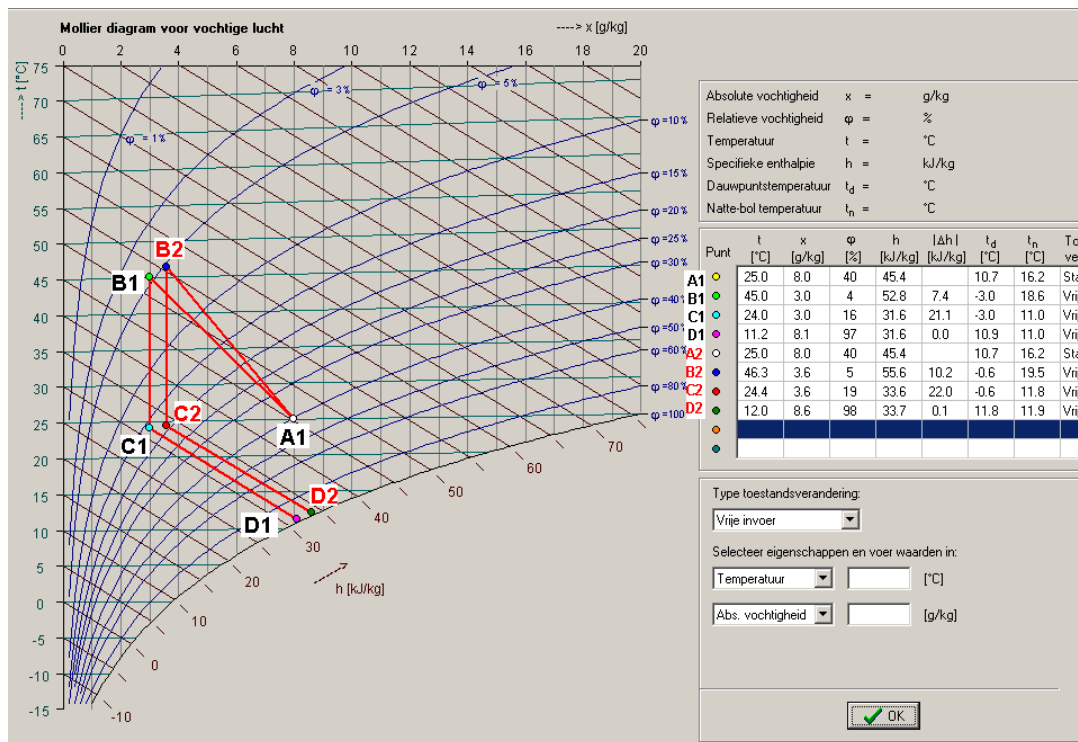 Mollier diagram voor vochtige lucht
----> x [g/kg]
0 2 4 6 8 10 12 14 16 18 20
----> t [°C]
75
70
65
60
55
50
45
40
35
30
25
20
15
10
5
0
-5
-10
-15
φ = 1%
φ = 3%
φ = 5%
φ =10%
φ =15%
φ =20%
φ =25%
φ =30%
φ =40%
φ =50%
φ =60%
φ =80%
φ =100
B2
B1
C2
C1
A1
D2
D1
-10
0
10
20
30
40
50
60
70
h [kJ/kg]
Absolute vochtigheid x = g/kg
Relatieve vochtigheid φ = %
Temperatuur t = °C
Specifieke enthalpie h = kJ/kg
Dauwpuntstemperatuur td = °C
Natte-bol temperatuur tn = °C
Punt t [°C] x [g/kg] φ [%] h [kJ/kg] |Δh| [kJ/kg] td [°C] tn [°C] To ve
A1 25.0 8.0 40 45.4 10.7 16.2 Sta
B1 45.0 3.0 4 52.8 7.4 -3.0 18.6 Vrij
C1 24.0 3.0 16 31.6 21.1 -3.0 11.0 Vrij
D1 11.2 8.1 97 31.6 0.0 10.9 11.0 Vrij
A2 25.0 8.0 40 45.4 10.7 16.2 Sta
B2 46.3 3.6 5 55.6 10.2 -0.6 19.5 Vrij
C2 24.4 3.6 19 33.6 22.0 -0.6 11.8 Vrij
D2 12.0 8.6 98 33.7 0.1 11.8 11.9 Vrij
Type toestandsverandering:
Vrije invoer
Selecteer eigenschappen en voer waarden in:
Temperatuur [°C]
Abs. vochtigheid [g/kg]
OK